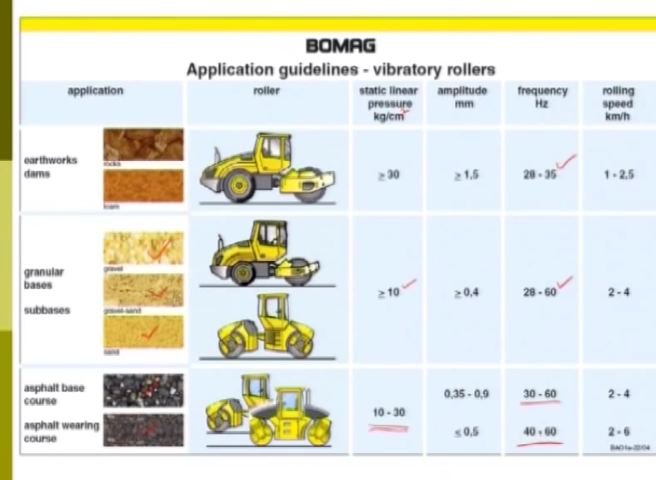 BOMAG
Application guidelines - vibratory rollers
application
roller
static linear
pressure
kg/cm
amplitude
mm
frequency
Hz
rolling
speed
km/h
earthworks
dams
rocks
loam
≥ 30
≥ 1,5
28 - 35
1 - 2,5
granular
bases
subbases
gravel
gravel-sand
sand
≥ 10
≥ 0,4
28 - 60
2 - 4
asphalt base
course
asphalt wearing
course
10 - 30
0,35 - 0,9
30 - 60
2 - 4
≤ 0,5
40 - 60
2 - 6